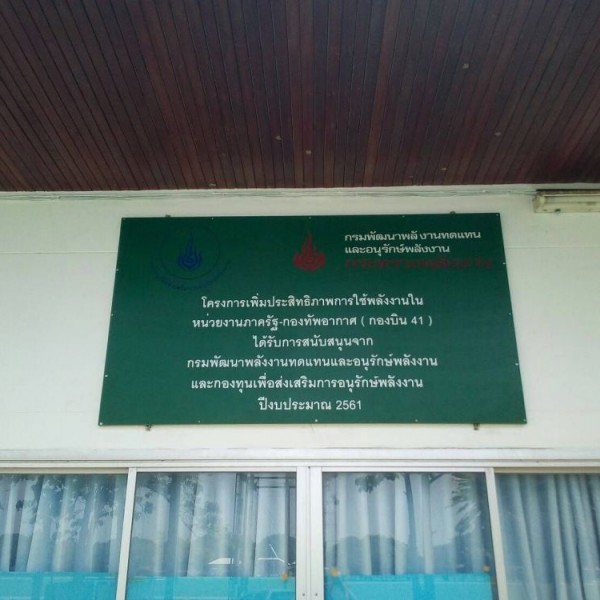 กรมพัฒนาพลังงานทดแทน
และอนุรักษ์พลังงาน
โครงการเพิ่มประสิทธิภาพการใช้พลังงานใน
หน่วยงานภาครัฐ-กองทัพอากาศ ( กองบิน 41 )
ได้รับการสนับสนุนจาก
กรมพัฒนาพลังงานทดแทนและอนุรักษ์พลังงาน
และกองทุนเพื่อส่งเสริมการอนุรักษ์พลังงาน
ปีงบประมาณ 2561